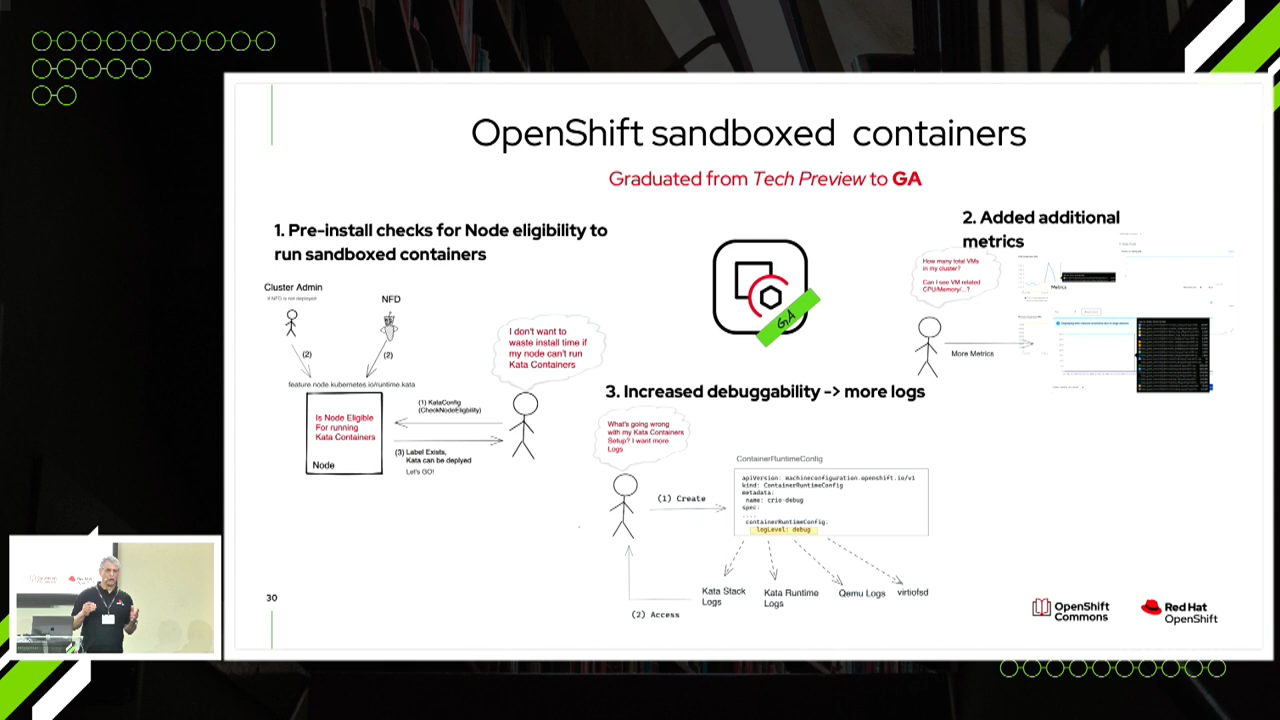 OpenShift sandboxed containers
Graduated from Tech Preview to GA
1. Pre-install checks for Node eligibility to
run sandboxed containers
Cluster Admin
if NFD is not deployed
NFD
(2)
(2)
feature.node.kubernetes.io/runtime.kata
I don't want to
waste install time if
my node can't run
Kata Containers
Is Node Eligible
For running
Kata Containers
Node
(1) KataConfig
(CheckNodeEligibility)
(3) Label Exists,
Kata can be deplyed
Let's GO!
GA
2. Added additional
metrics
How many total VMs
in my cluster?
Can I see VM related
CPU/Memory/...?
More Metrics
Metrics
3. Increased debuggability -> more logs
What's going wrong
with my Kata Containers
Setup? I want more
Logs
(1) Create
ContainerRuntimeConfig
apiVersion: machineconfiguration.openshift.io/v1
kind: ContainerRuntimeConfig
metadata:
name: crio-debug
spec:
....
containerRuntimeConfig:
logLevel: debug
Kata Stack
Logs
Kata Runtime
Logs
Qemu Logs
virtiofsd
(2) Access
30
OpenShift
Commons
Red Hat
OpenShift